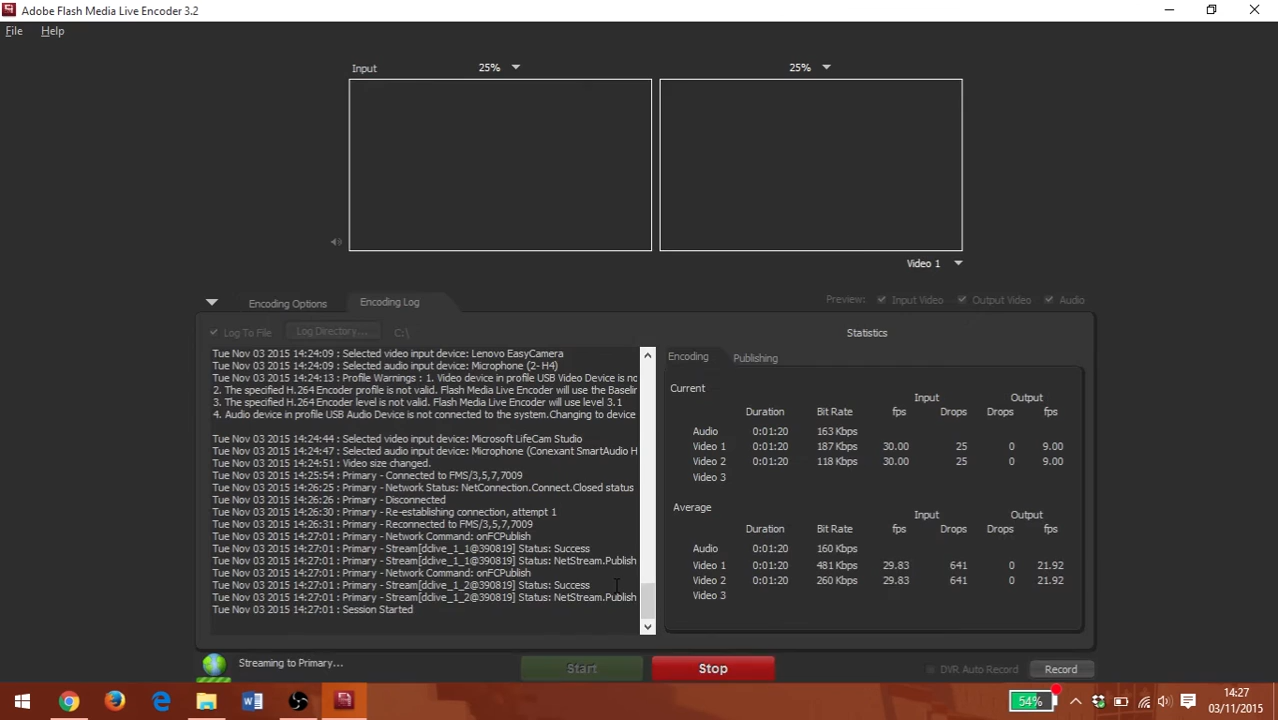 Adobe Flash Media Live Encoder 3.2
File Help
Input 25% 25%
Video 1
Encoding Options Encoding Log Preview: Input Video Output Video Audio
Log To File Log Directory... C:\ Statistics
Tue Nov 03 2015 14:24:09 : Selected video input device: Lenovo EasyCamera
Tue Nov 03 2015 14:24:09 : Selected audio input device: Microphone (2- H4)
Tue Nov 03 2015 14:24:13 : Profile Warnings : 1. Video device in profile USB Video Device is no
2. The specified H.264 Encoder profile is not valid. Flash Media Live Encoder will use the Baselin
3. The specified H.264 Encoder level is not valid. Flash Media Live Encoder will use level 3.1
4. Audio device in profile USB Audio Device is not connected to the system.Changing to device
Tue Nov 03 2015 14:24:44 : Selected video input device: Microsoft LifeCam Studio
Tue Nov 03 2015 14:24:47 : Selected audio input device: Microphone (Conexant SmartAudio H
Tue Nov 03 2015 14:24:51 : Video size changed.
Tue Nov 03 2015 14:25:54 : Primary - Connected to FMS/3,5,7,7009
Tue Nov 03 2015 14:26:25 : Primary - Network Status: NetConnection.Connect.Closed status
Tue Nov 03 2015 14:26:26 : Primary - Disconnected
Tue Nov 03 2015 14:26:30 : Primary - Re-establishing connection, attempt 1
Tue Nov 03 2015 14:26:31 : Primary - Reconnected to FMS/3,5,7,7009
Tue Nov 03 2015 14:27:01 : Primary - Network Command: onFCPublish
Tue Nov 03 2015 14:27:01 : Primary - Stream[dclive_1_1@390819] Status: Success
Tue Nov 03 2015 14:27:01 : Primary - Stream[dclive_1_1@390819] Status: NetStream.Publish
Tue Nov 03 2015 14:27:01 : Primary - Network Command: onFCPublish
Tue Nov 03 2015 14:27:01 : Primary - Stream[dclive_1_2@390819] Status: Success
Tue Nov 03 2015 14:27:01 : Primary - Stream[dclive_1_2@390819] Status: NetStream.Publish
Tue Nov 03 2015 14:27:01 : Session Started
Encoding Publishing
Current
Input Output
Duration Bit Rate fps Drops Drops fps
Audio 0:01:20 163 Kbps
Video 1 0:01:20 187 Kbps 30.00 25 0 9.00
Video 2 0:01:20 118 Kbps 30.00 25 0 9.00
Video 3
Average
Input Output
Duration Bit Rate fps Drops Drops fps
Audio 0:01:20 160 Kbps
Video 1 0:01:20 481 Kbps 29.83 641 0 21.92
Video 2 0:01:20 260 Kbps 29.83 641 0 21.92
Video 3
Streaming to Primary... Start Stop DVR Auto Record Record
54% 14:27
03/11/2015